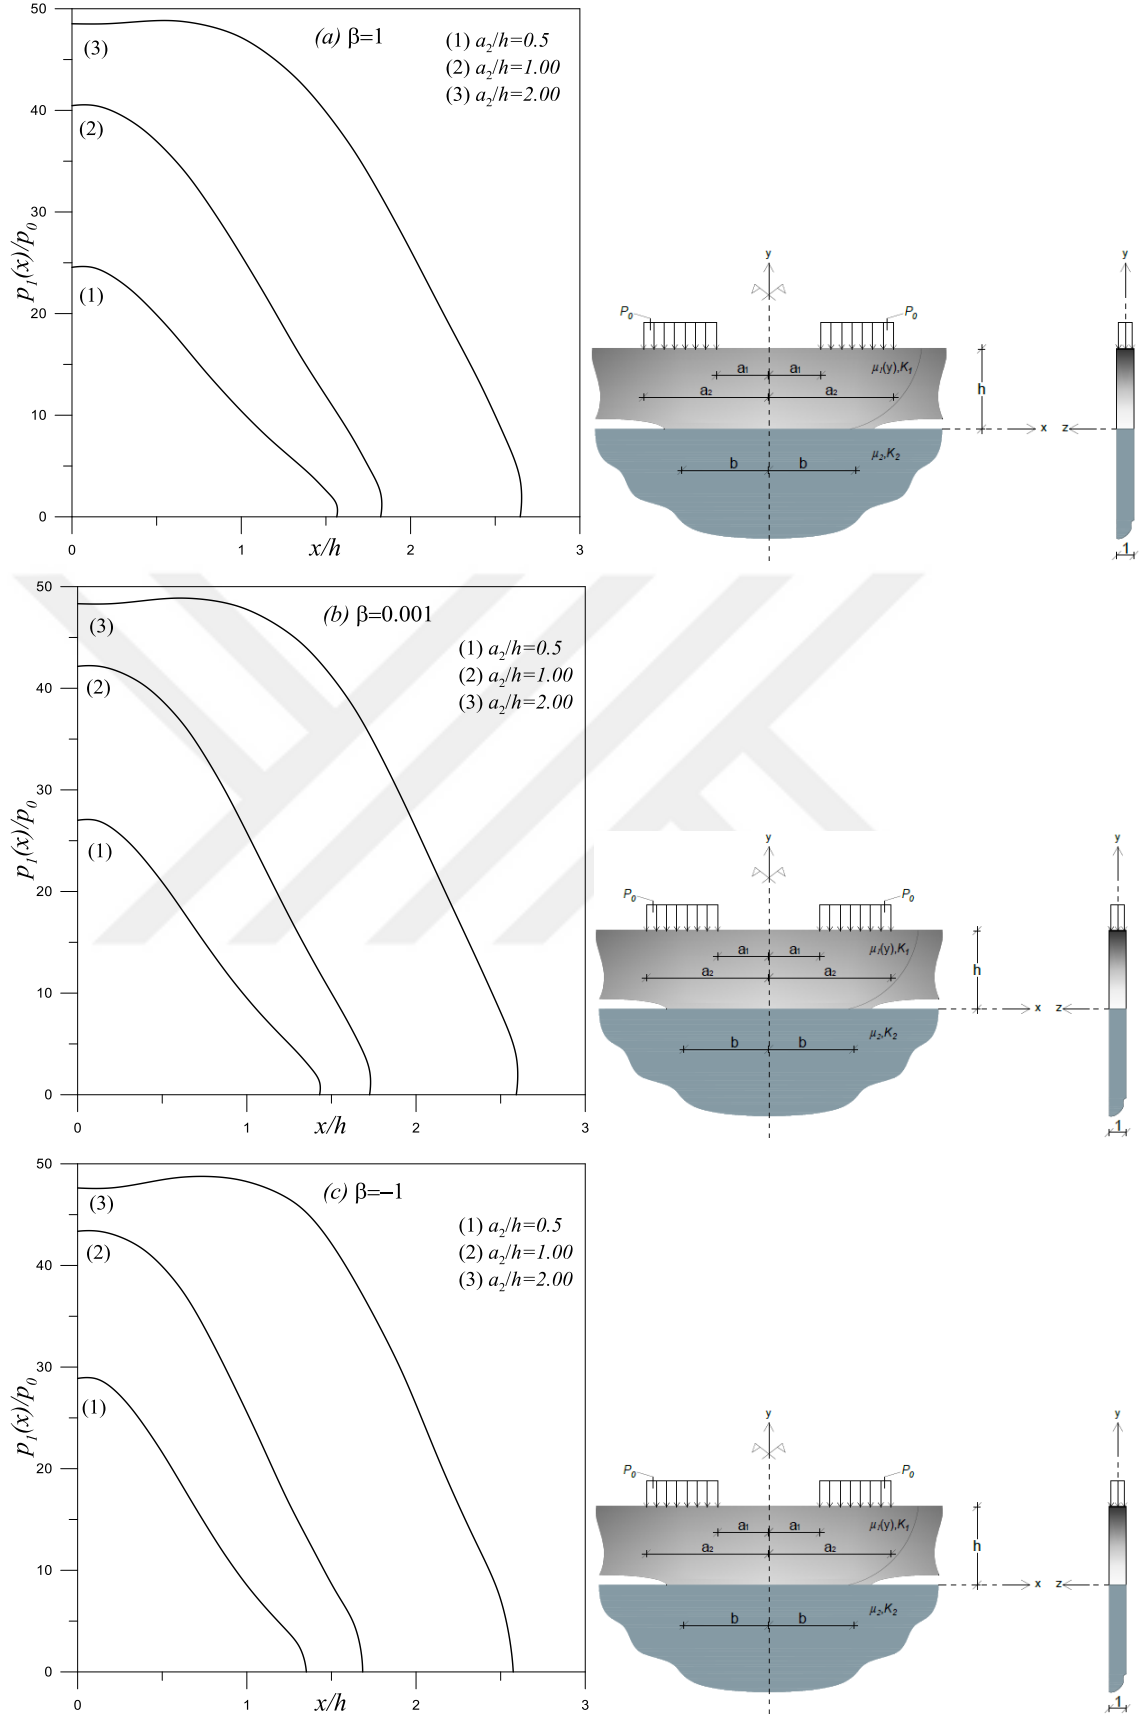 50
(a) β=1
(1) a₂/h=0.5
(2) a₂/h=1.00
(3) a₂/h=2.00
(3)
40
(2)
30
p₁(x)/p₀
(1)
20
10
0
0
1
x/h
2
3
y
y
P₀
P₀
a₁
a₁
μ₁(y),K₁
a₂
a₂
h
x
z
μ₂,K₂
b
b
1
50
(b) β=0.001
(3)
(1) a₂/h=0.5
(2) a₂/h=1.00
(3) a₂/h=2.00
40
(2)
30
p₁(x)/p₀
(1)
20
10
0
0
1
x/h
2
3
y
y
P₀
P₀
a₁
a₁
μ₁(y),K₁
a₂
a₂
h
x
z
μ₂,K₂
b
b
1
50
(c) β=−1
(3)
(1) a₂/h=0.5
(2) a₂/h=1.00
(3) a₂/h=2.00
(2)
40
30
p₁(x)/p₀
(1)
20
10
0
0
1
x/h
2
3
y
y
P₀
P₀
a₁
a₁
μ₁(y),K₁
a₂
a₂
h
x
z
μ₂,K₂
b
b
1